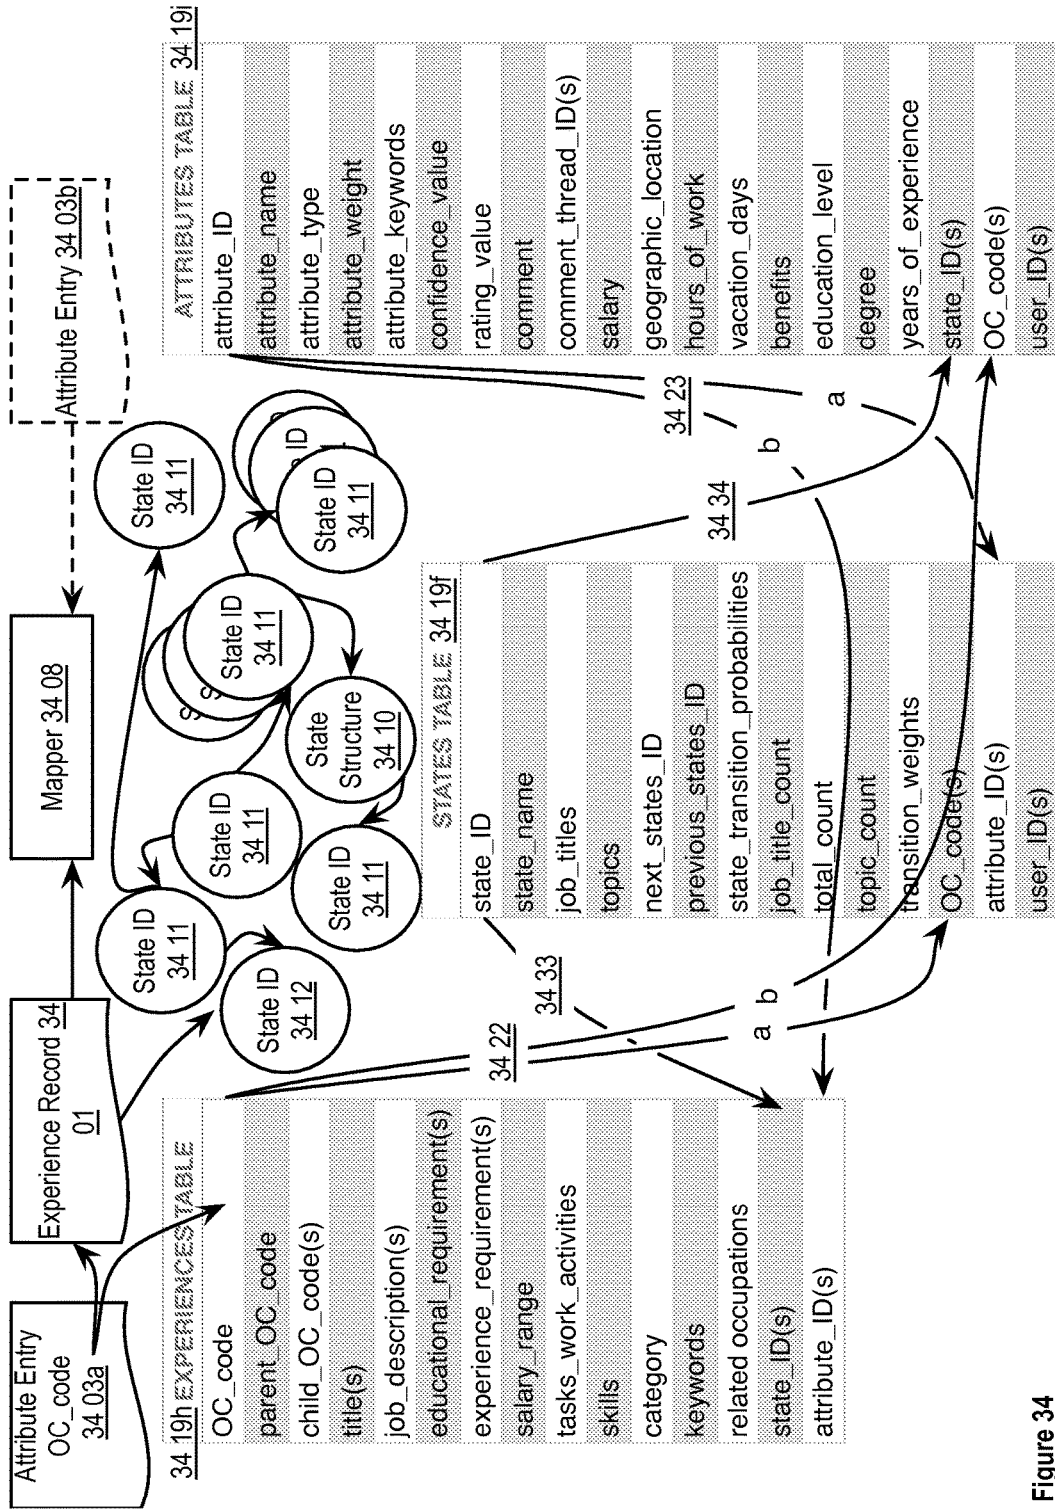 Attribute Entry
OC_code
34 03a
Experience Record 34
01
Mapper 34 08
Attribute Entry 34 03b
State ID
34 11
State ID
34 12
State ID
34 11
State ID
34 11
State Structure
34 10
State ID
34 11
S
S
State ID
34 11
ID
State ID
34 11
34 19h EXPERIENCES TABLE
OC_code
parent_OC_code
child_OC_code(s)
title(s)
job_description(s)
educational_requirement(s)
experience_requirement(s)
salary_range
tasks_work_activities
skills
category
keywords
related occupations
state_ID(s)
attribute_ID(s)
34 22
34 33
a
b
STATES TABLE 34 19f
state_ID
state_name
job_titles
topics
next_states_ID
previous_states_ID
state_transition_probabilities
job_title_count
total_count
topic_count
transition_weights
OC_code(s)
attribute_ID(s)
user_ID(s)
34 34
34 23
b
a
ATTRIBUTES TABLE 34 19i
attribute_ID
attribute_name
attribute_type
attribute_weight
attribute_keywords
confidence_value
rating_value
comment
comment_thread_ID(s)
salary
geographic_location
hours_of_work
vacation_days
benefits
education_level
degree
years_of_experience
state_ID(s)
OC_code(s)
user_ID(s)
Figure 34